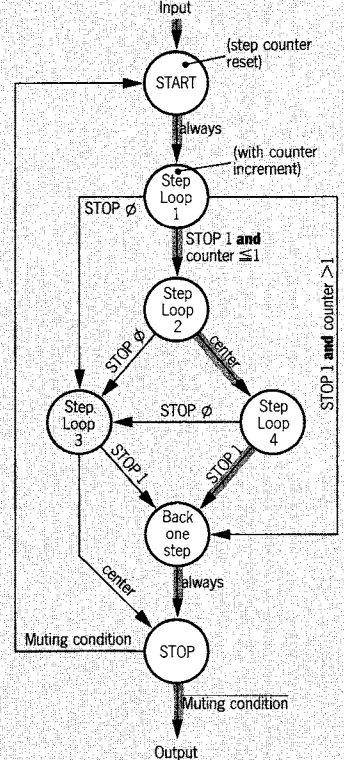 Input
(step counter
reset)
START
always
(with counter
increment)
Step
Loop
1
STOP ϕ
STOP 1 and
counter ≦1
STOP 1 and counter >1
Step
Loop
2
STOP ϕ
center
Step
Loop
3
STOP ϕ
Step
Loop
4
STOP 1
STOP 1
Back
one
step
center
always
Muting condition
STOP
Muting condition
Output